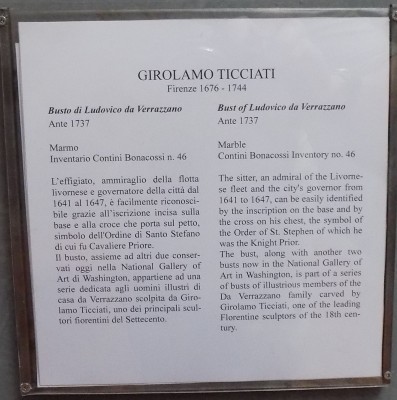 GIROLAMO TICCIATI
Firenze 1676 - 1744
Busto di Ludovico da Verrazzano
Ante 1737
Marmo
Inventario Contini Bonacossi n. 46
L'effigiato, ammiraglio della flotta
livornese e governatore della città dal
1641 al 1647, è facilmente riconosci-
bile grazie all'iscrizione incisa sulla
base e alla croce che porta sul petto,
simbolo dell'Ordine di Santo Stefano
di cui fu Cavaliere Priore.
Il busto, assieme ad altri due conser-
vati oggi nella National Gallery of
Art di Washington, appartiene ad una
serie dedicata agli uomini illustri di
casa da Verrazzano scolpita da Giro-
lamo Ticciati, uno dei principali scul-
tori fiorentini del Settecento.
Bust of Ludovico da Verrazzano
Ante 1737
Marble
Contini Bonacossi Inventory no. 46
The sitter, an admiral of the Livorne-
se fleet and the city's governor from
1641 to 1647, can be easily identified
by the inscription on the base and by
the cross on his chest, the symbol of
the Order of St. Stephen of which he
was the Knight Prior.
The bust, along with another two
busts now in the National Gallery of
Art in Washington, is part of a series
of busts of illustrious members of the
Da Verrazzano family carved by
Girolamo Ticciati, one of the leading
Florentine sculptors of the 18th cen-
tury.